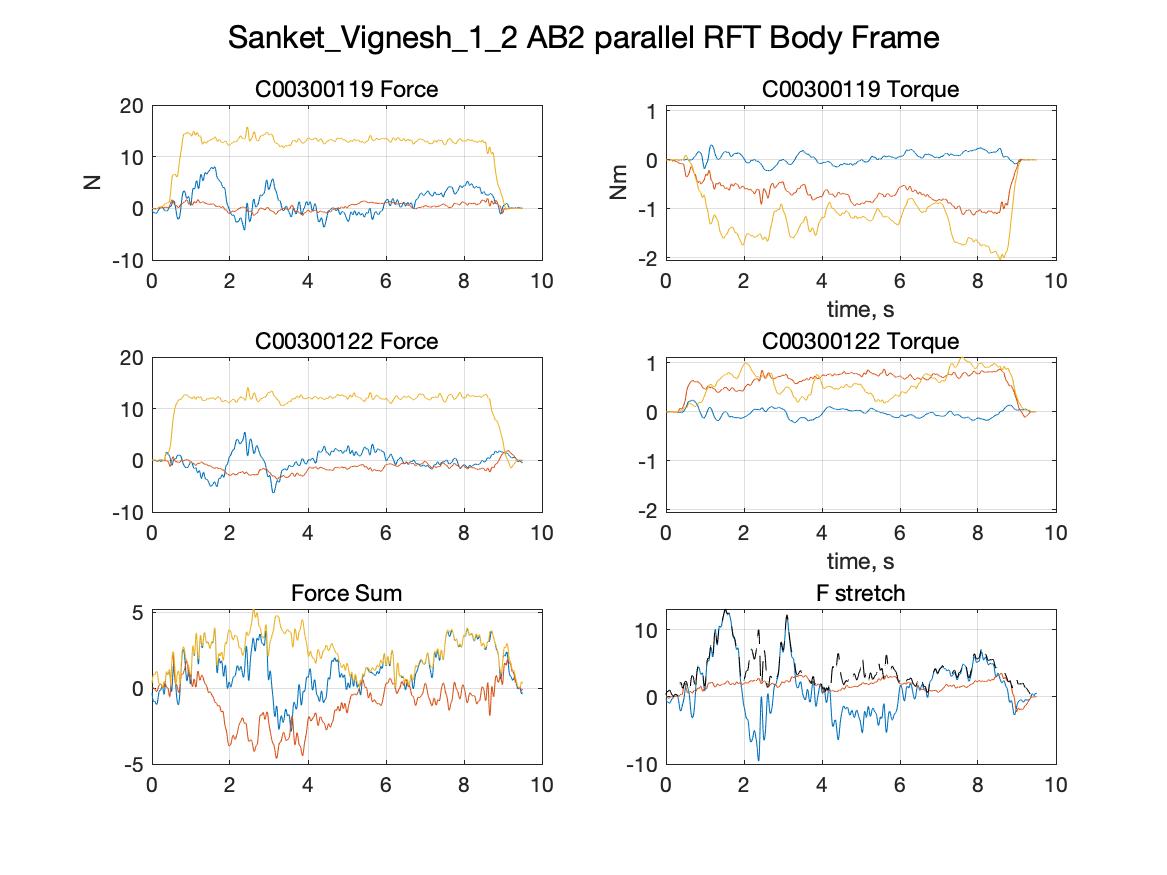 Sanket_Vignesh_1_2 AB2 parallel RFT Body Frame
C00300119 Force
20
10
0
-10
N
0 2 4 6 8 10
C00300119 Torque
1
0
-1
-2
Nm
0 2 4 6 8 10
time, s
C00300122 Force
20
10
0
-10
0 2 4 6 8 10
C00300122 Torque
1
0
-1
-2
0 2 4 6 8 10
time, s
Force Sum
5
0
-5
0 2 4 6 8 10
F stretch
10
0
-10
0 2 4 6 8 10